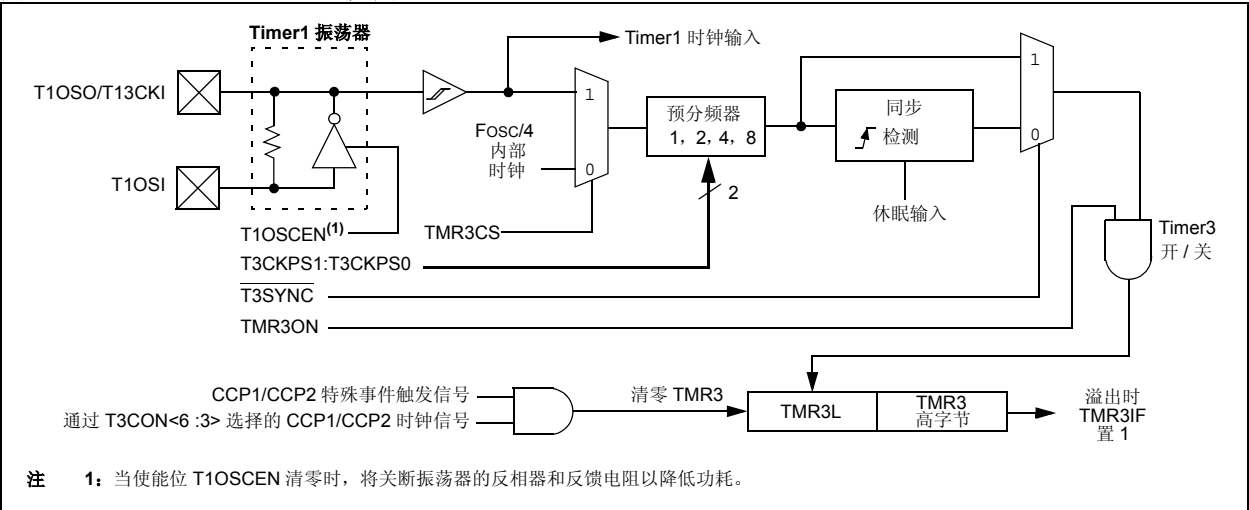 Timer1 振荡器
Timer1 时钟输入
T1OSO/T13CKI
1
FOSC/4
内部
时钟
0
预分频器
1，2，4，8
同步
检测
1
0
T1OSI
2
休眠输入
T1OSCEN(1)
TMR3CS
Timer3
开 / 关
T3CKPS1:T3CKPS0
T3SYNC
TMR3ON
CCP1/CCP2 特殊事件触发信号
通过 T3CON<6 :3> 选择的 CCP1/CCP2 时钟信号
清零 TMR3
TMR3L
TMR3
高字节
溢出时
TMR3IF
置 1
注 1：当使能位 T1OSCEN 清零时，将关断振荡器的反相器和反馈电阻以降低功耗。